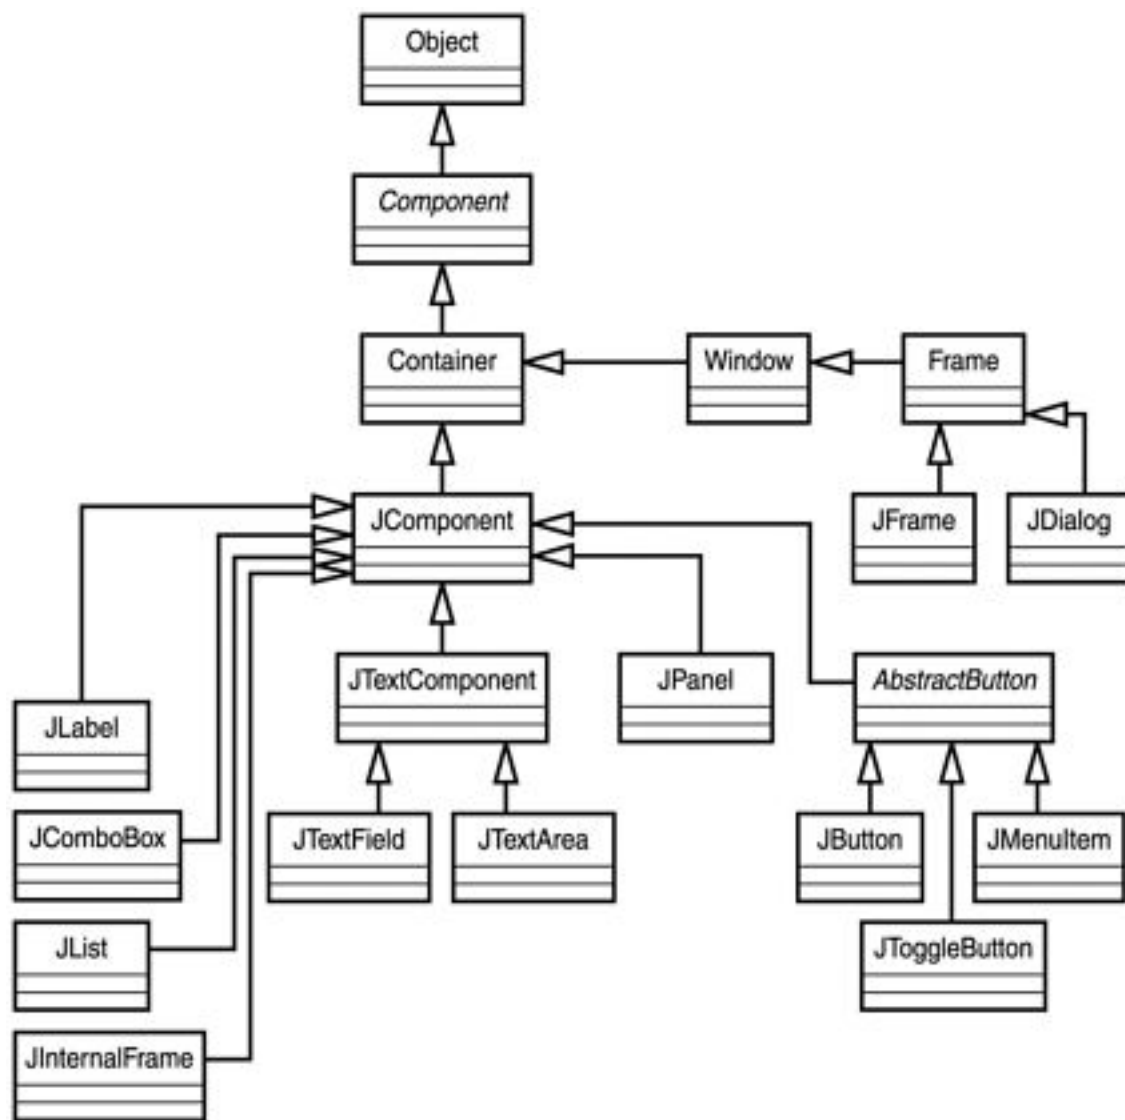 Object
Component
Container
Window
Frame
JComponent
JFrame
JDialog
JTextComponent
JPanel
AbstractButton
JLabel
JComboBox
JTextField
JTextArea
JButton
JMenuItem
JList
JToggleButton
JInternalFrame